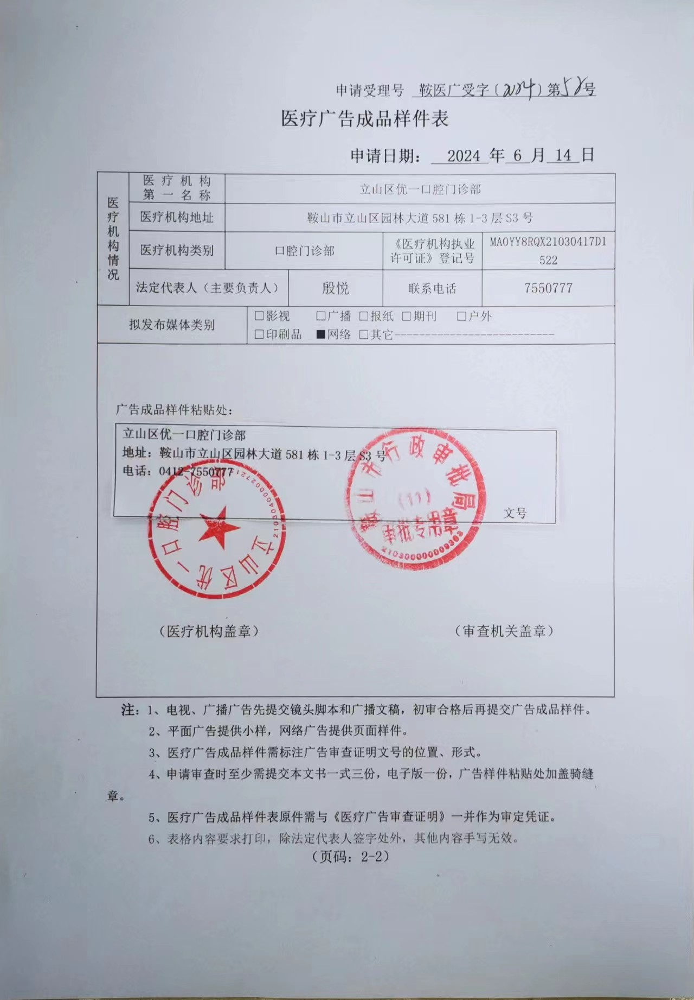 申请受理号 鞍医广受字(2024)第58号
医疗广告成品样件表
申请日期： 2024 年 6 月 14 日
医疗机构情况
医疗机构第一名称
立山区优一口腔门诊部
医疗机构地址
鞍山市立山区园林大道 581 栋 1-3 层 S3 号
医疗机构类别
口腔门诊部
《医疗机构执业许可证》登记号
MA0YY8RQX21030417D1522
法定代表人（主要负责人）
殷悦
联系电话
7550777
拟发布媒体类别
□影视 □广播 □报纸 □期刊 □户外
□印刷品 ■网络 □其它--------------------------
广告成品样件粘贴处：
立山区优一口腔门诊部
地址：鞍山市立山区园林大道 581 栋 1-3 层 S3 号
电话：0412-7550777
文号
立山区优一口腔门诊部
210304000002721
鞍山市行政审批局
(11)
审批专用章
2103000000009303
（医疗机构盖章）
（审查机关盖章）
注：1、电视、广播广告先提交镜头脚本和广播文稿，初审合格后再提交广告成品样件。
2、平面广告提供小样，网络广告提供页面样件。
3、医疗广告成品样件需标注广告审查证明文号的位置、形式。
4、申请审查时至少需提交本文书一式三份，电子版一份，广告样件粘贴处加盖骑缝
章。
5、医疗广告成品样件表原件需与《医疗广告审查证明》一并作为审定凭证。
6、表格内容要求打印，除法定代表人签字处外，其他内容手写无效。
（页码：2-2）